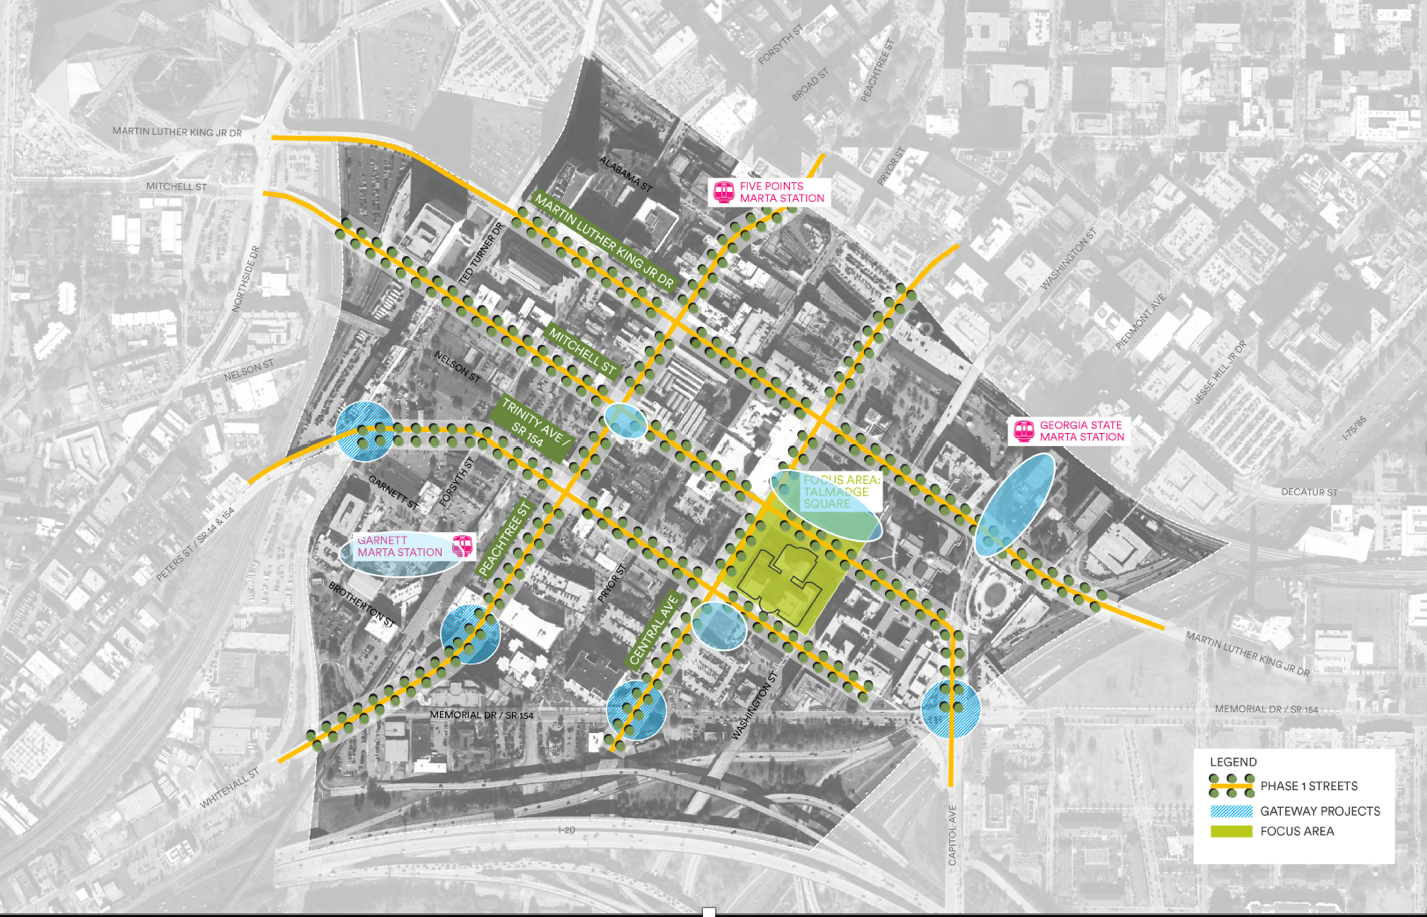 FORSYTH ST
BROAD ST
PEACHTREE ST
MARTIN LUTHER KING JR DR
MITCHELL ST
ALABAMA ST
PRYOR ST
FIVE POINTS
MARTA STATION
MARTIN LUTHER KING JR DR
TED TURNER DR
NORTHSIDE DR
WASHINGTON ST
PIEDMONT AVE
JESSE HILL JR DR
MITCHELL ST
NELSON ST
NELSON ST
TRINITY AVE /
SR 154
GEORGIA STATE
MARTA STATION
I-75/85
FORSYTH ST
GARNETT ST
FOCUS AREA:
TALMADGE
SQUARE
DECATUR ST
PETERS ST / SR 14 & 154
GARNETT
MARTA STATION
PEACHTREE ST
PRYOR ST
BROTHERTON ST
CENTRAL AVE
MARTIN LUTHER KING JR DR
WASHINGTON ST
MEMORIAL DR / SR 154
MEMORIAL DR / SR 154
WHITEHALL ST
I-20
CAPITOL AVE
LEGEND
PHASE 1 STREETS
GATEWAY PROJECTS
FOCUS AREA